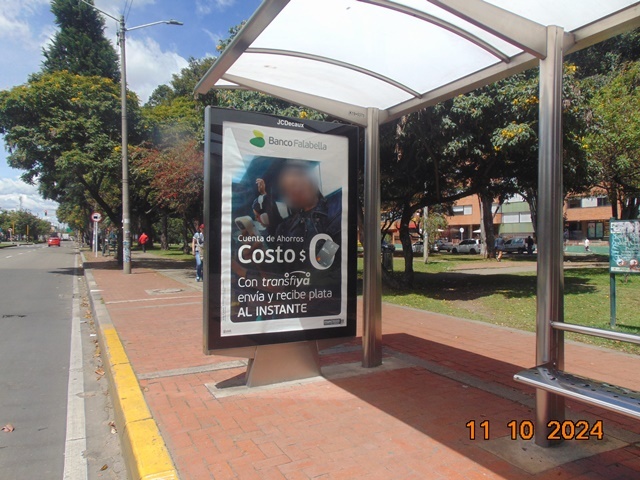 JCDecaux
Banco Falabella
Cuenta de Ahorros
Costo $0
Con transfiya
envía y recibe plata
AL INSTANTE
11 10 2024